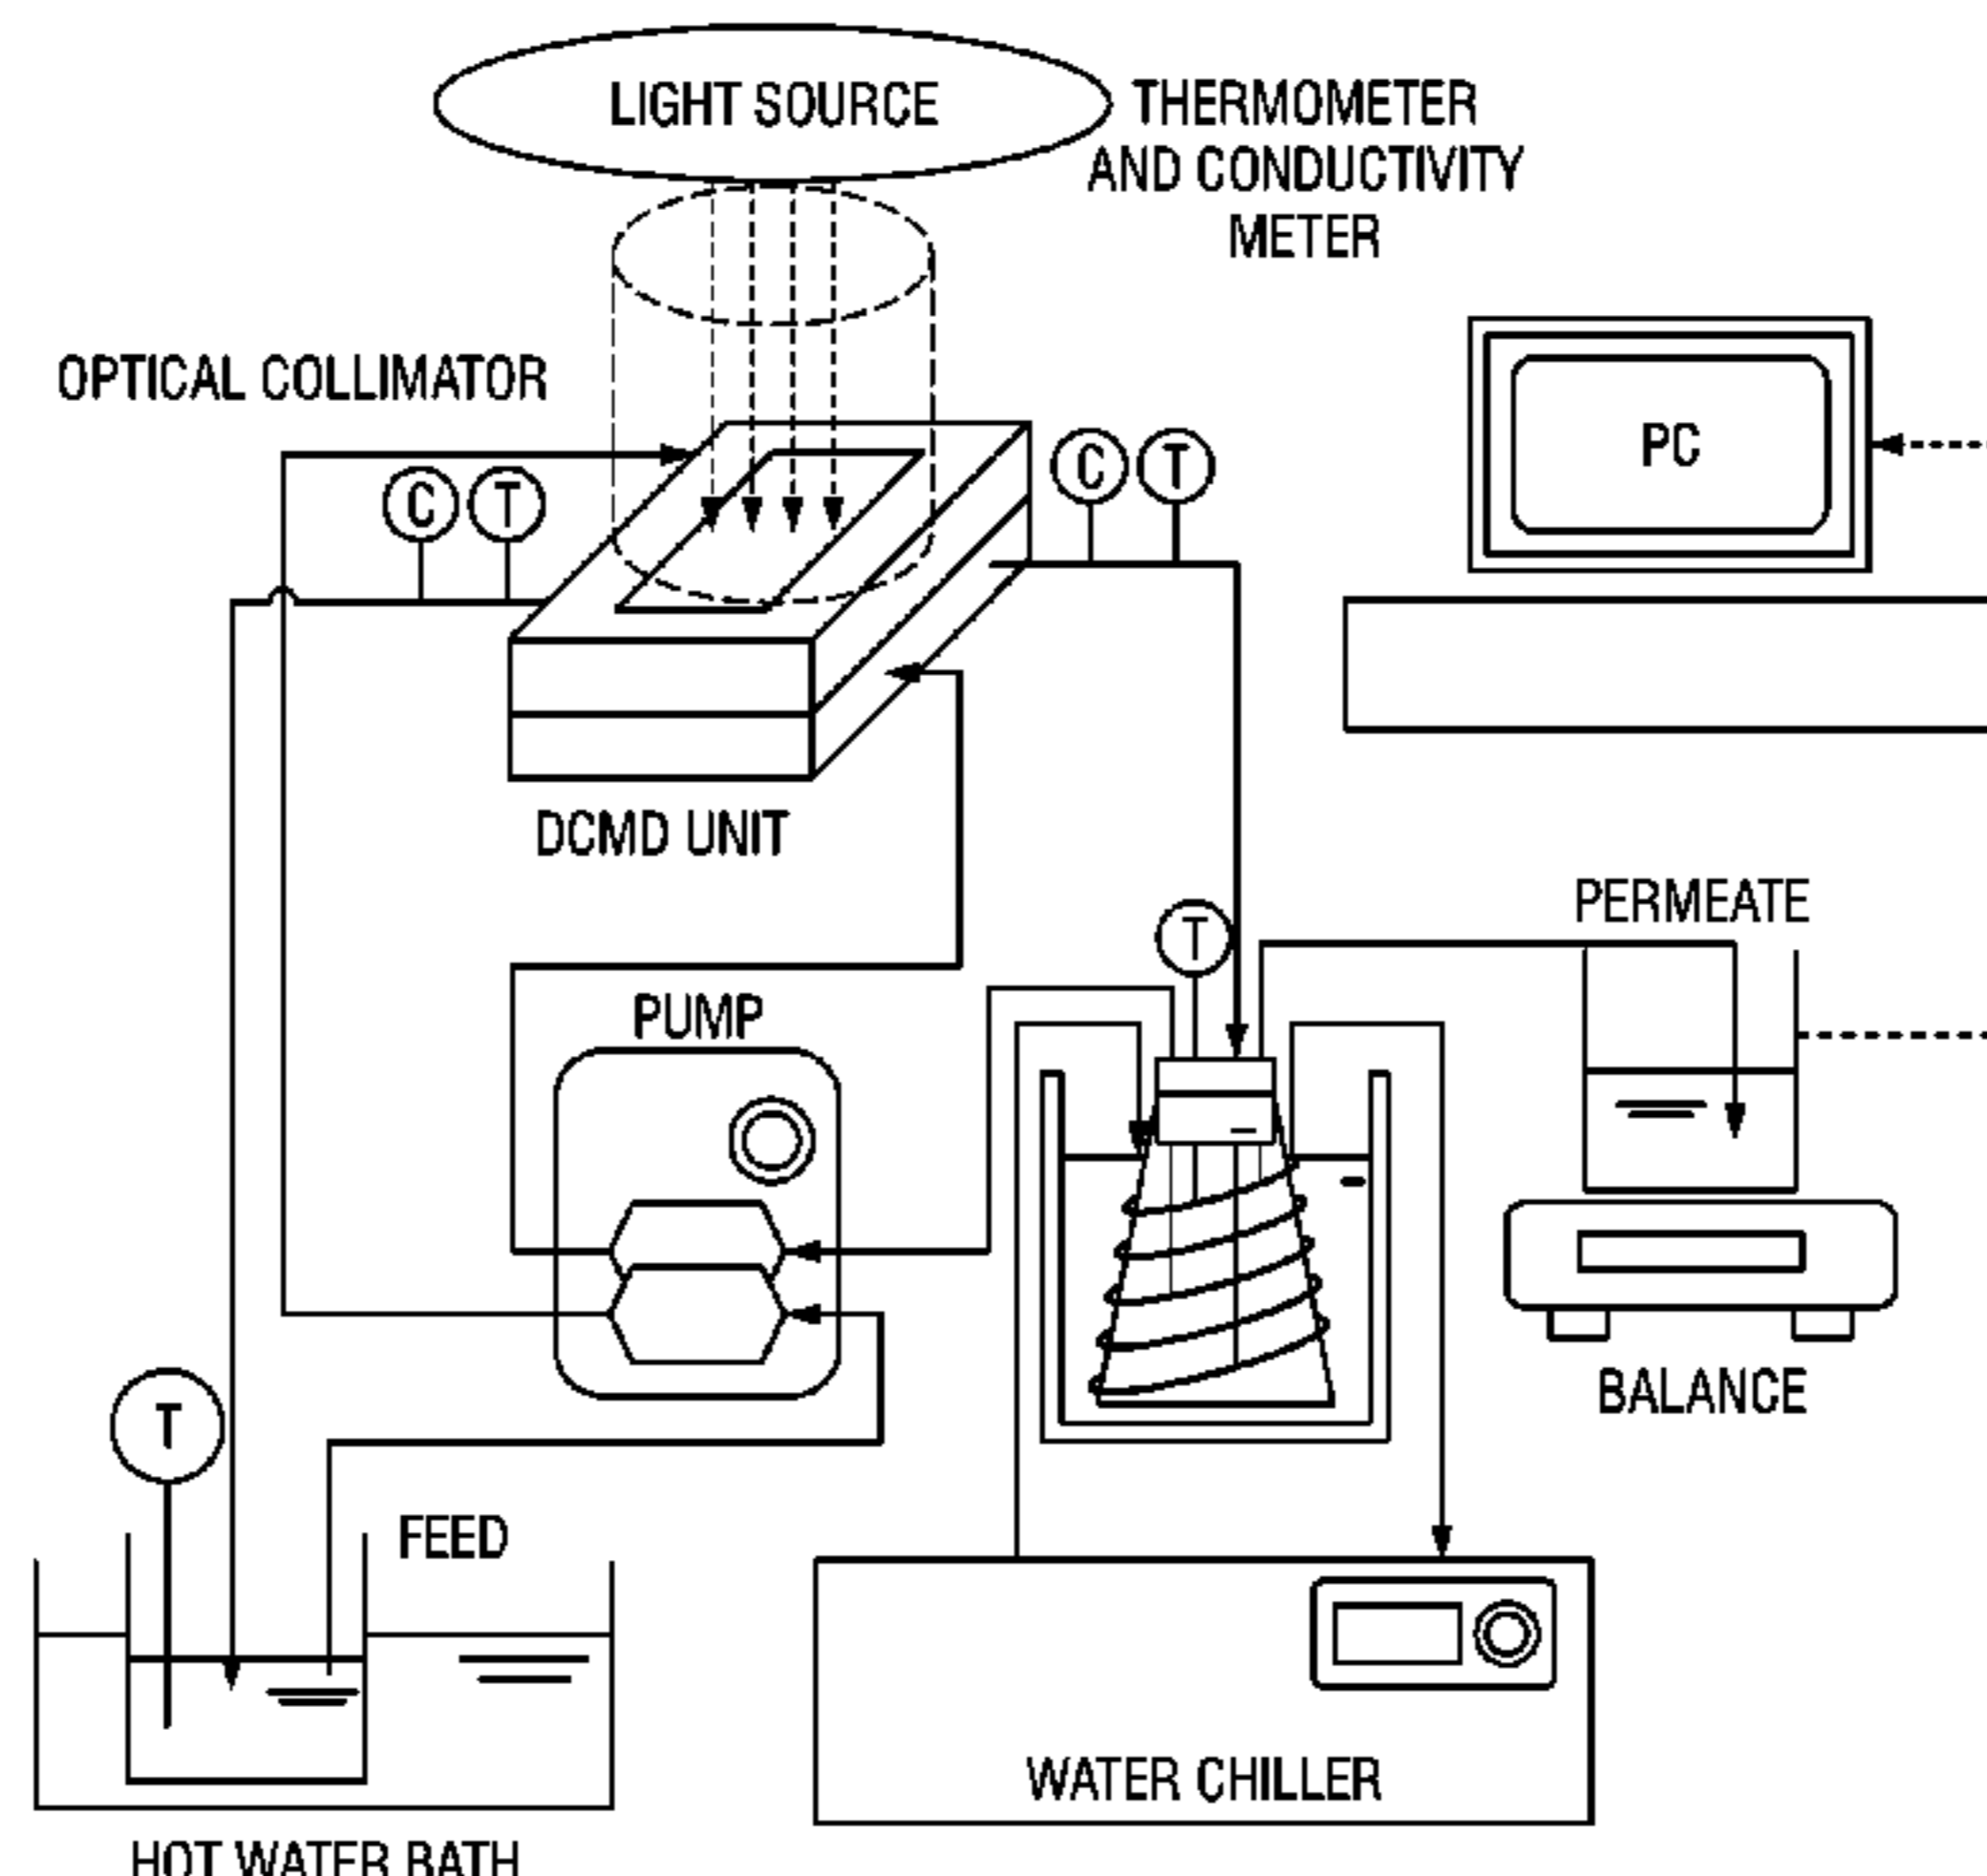 LIGHT SOURCE
THERMOMETER
AND CONDUCTIVITY
METER
OPTICAL COLLIMATOR
PC
C
T
C
T
DCMD UNIT
PERMEATE
T
PUMP
BALANCE
T
FEED
WATER CHILLER
HOT WATER BATH